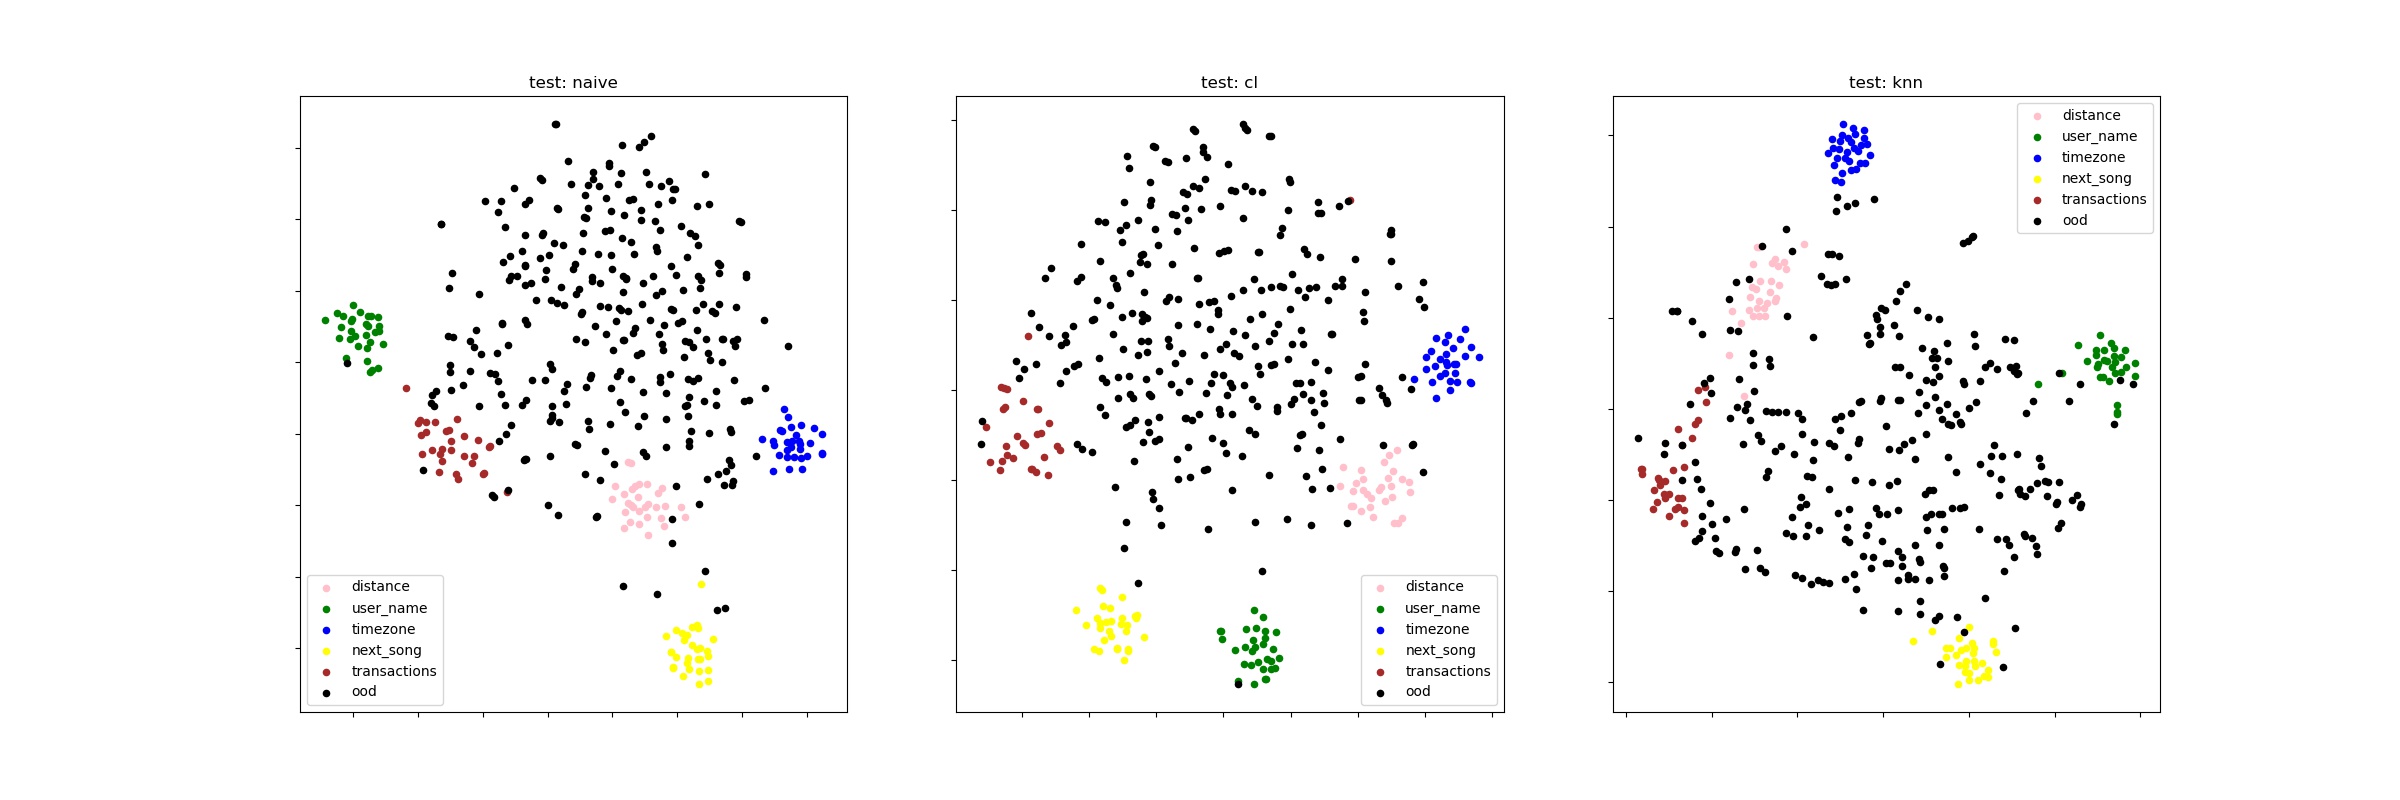 test: naive
distance
user_name
timezone
next_song
transactions
ood
test: cl
distance
user_name
timezone
next_song
transactions
ood
test: knn
distance
user_name
timezone
next_song
transactions
ood